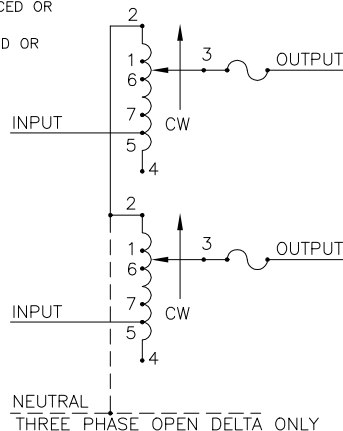 CED OR
D OR
2
1
6
7
5
4
3
OUTPUT
CW
INPUT
2
1
6
7
5
4
3
OUTPUT
CW
INPUT
NEUTRAL
THREE PHASE OPEN DELTA ONLY